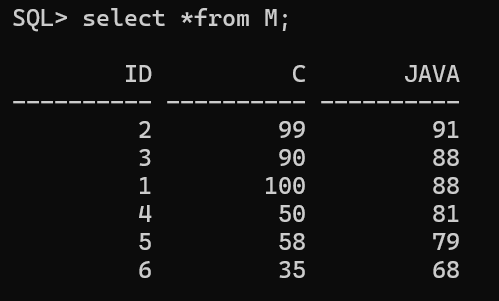 SQL> select *from M;
ID C JAVA
---------- ---------- ----------
2 99 91
3 90 88
1 100 88
4 50 81
5 58 79
6 35 68